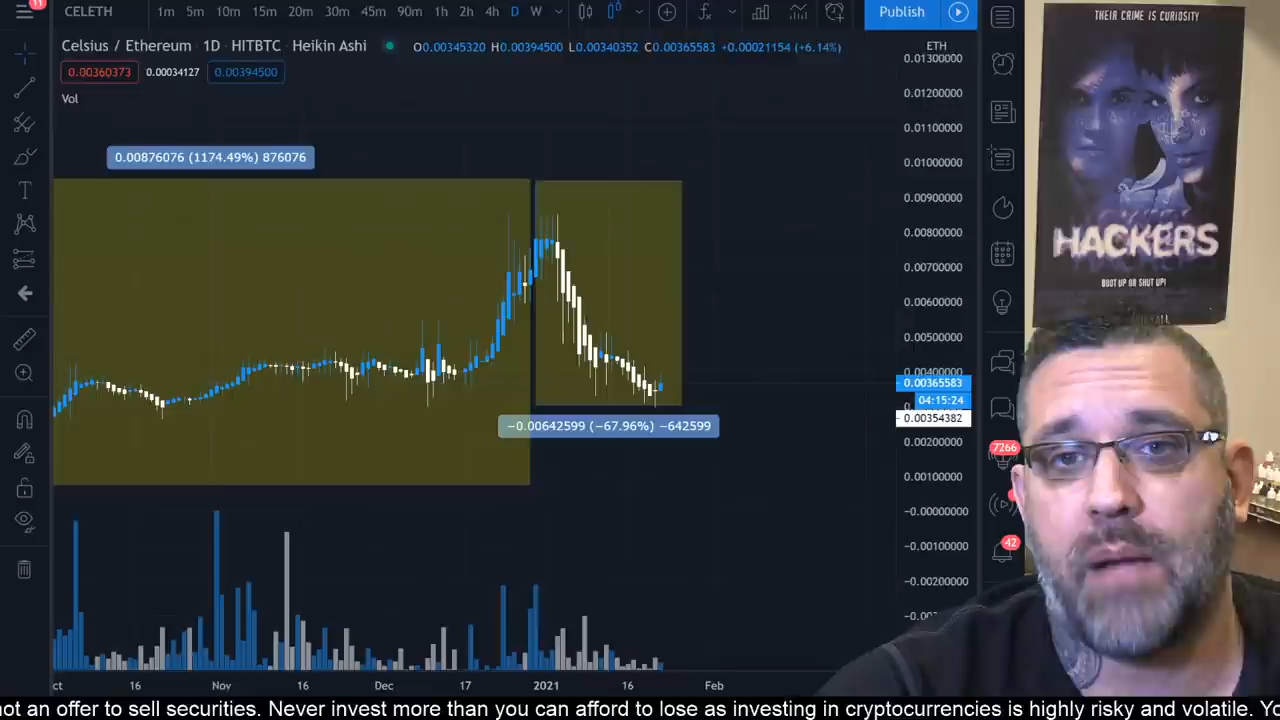 11
CELETH
1m 5m 10m 15m 20m 30m 45m 90m 1h 2h 4h D W
Publish
Celsius / Ethereum · 1D · HITBTC · Heikin Ashi
O0.00345320 H0.00394500 L0.00340352 C0.00365583 +0.00021154 (+6.14%)
ETH
0.00360373 0.00034127 0.00394500
Vol
0.01300000
0.01200000
0.01100000
0.01000000
0.00900000
0.00800000
0.00700000
0.00600000
0.00500000
0.00400000
0.00365583
04:15:24
0.00354382
0.00200000
0.00100000
−0.00000000
−0.00100000
−0.00200000
0.00876076 (1174.49%) 876076
−0.00642599 (−67.96%) −642599
16 Nov 16 Dec 17 2021 16 Feb
7266
42
THEIR CRIME IS CURIOSITY
HACKERS
BOOT UP OR SHUT UP!
not an offer to sell securities. Never invest more than you can afford to lose as investing in cryptocurrencies is highly risky and volatile.